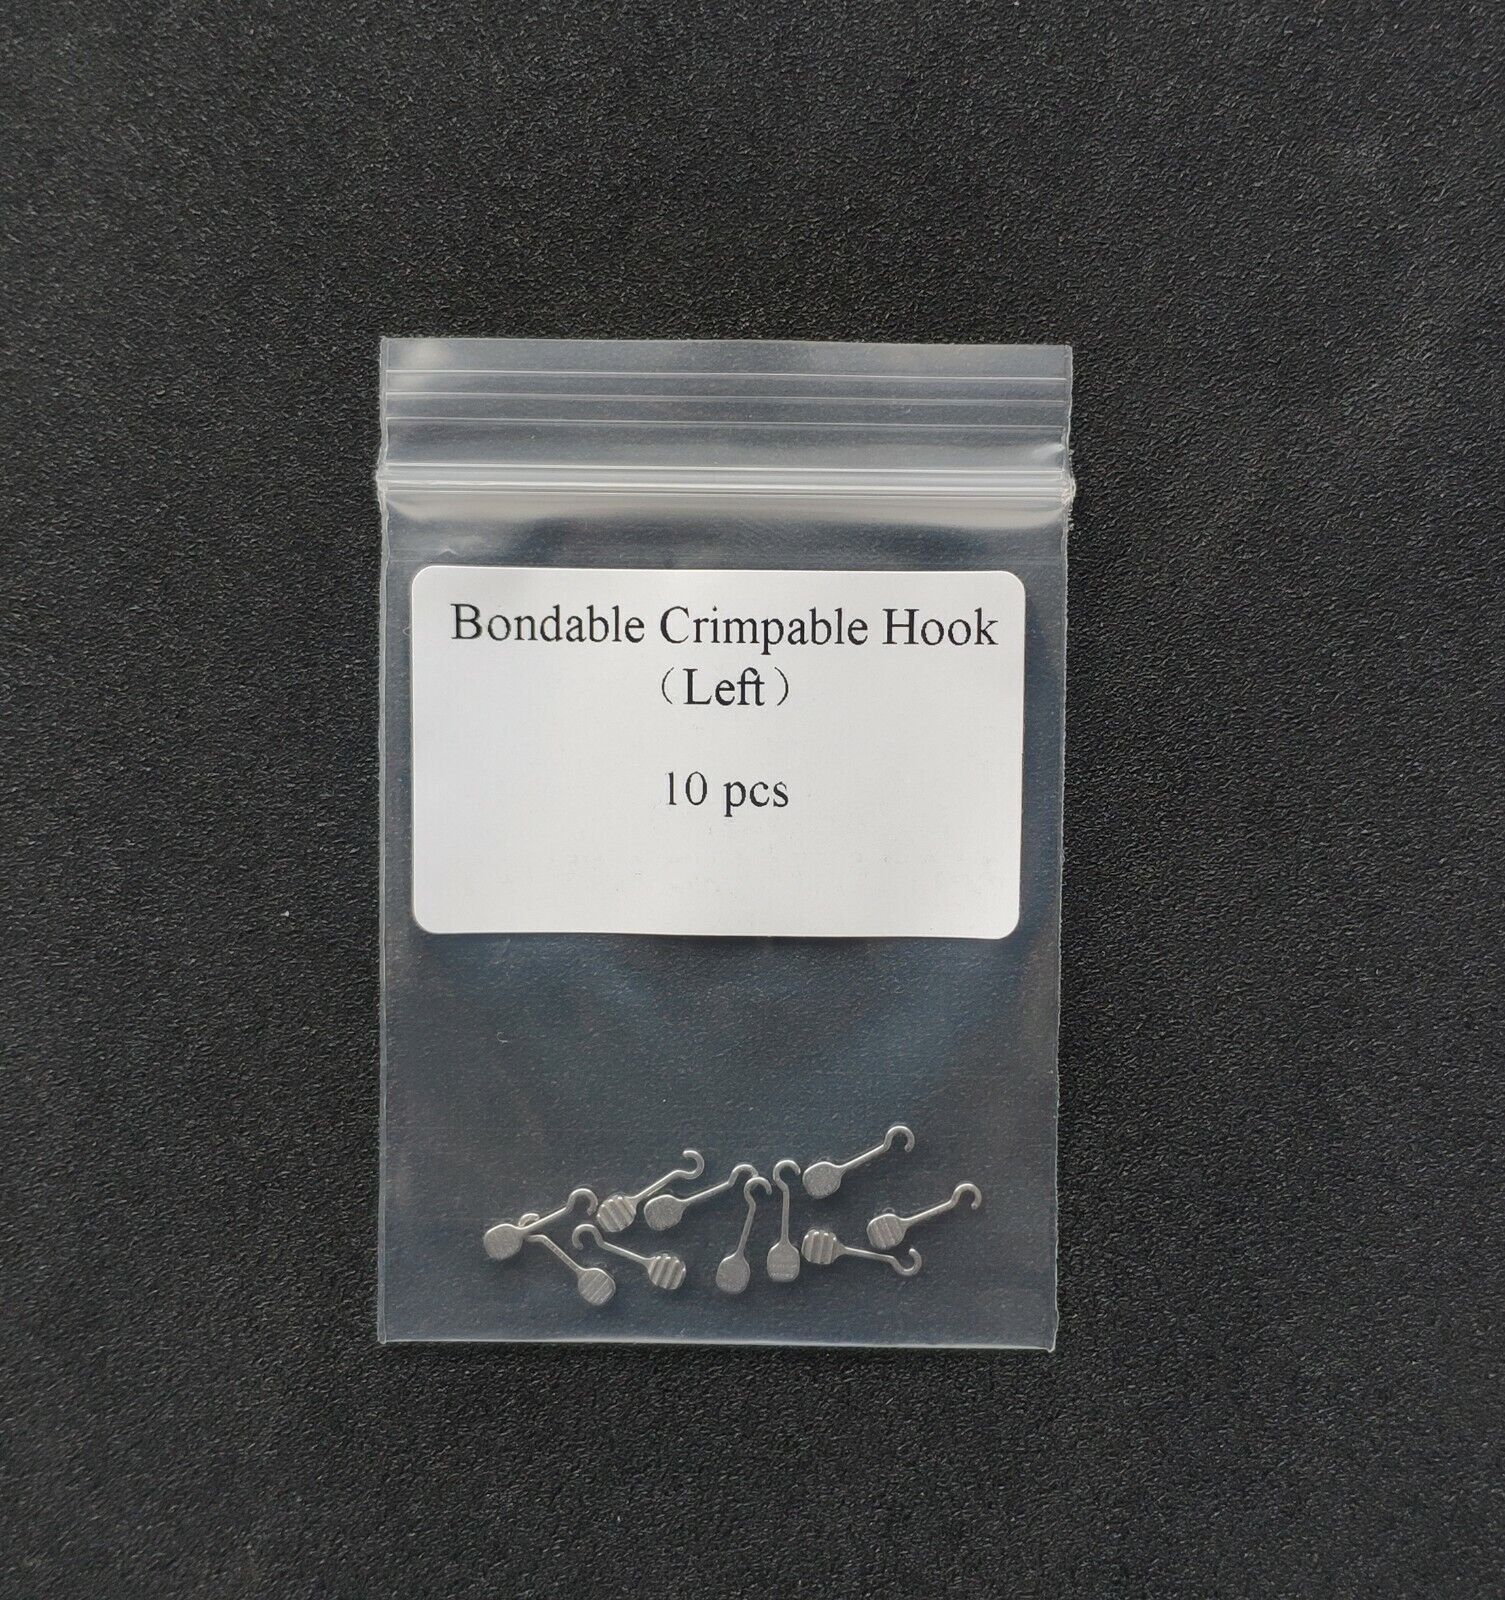 Bondable Crimpable Hook
（Left）
10 pcs